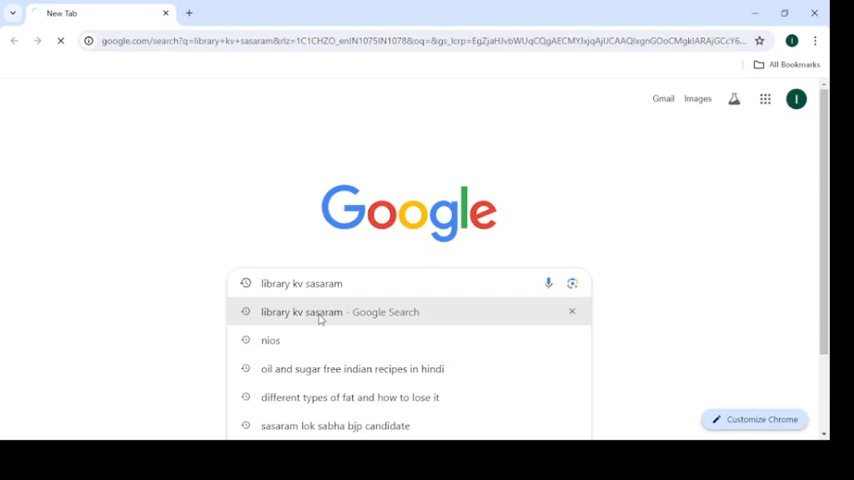 New Tab
google.com/search?q=library+kv+sasaram&rlz=1C1CHZO_enIN1075IN1078&oq=&gs_lcrp=EgZjaHJvbWUqCQgAECMYJxjqAjIJCAAQIxgnGOoCMgkIARAjGCcY6...
All Bookmarks
Gmail Images I
Google
library kv sasaram
library kv sasaram - Google Search
nios
oil and sugar free indian recipes in hindi
different types of fat and how to lose it
sasaram lok sabha bjp candidate
Customize Chrome